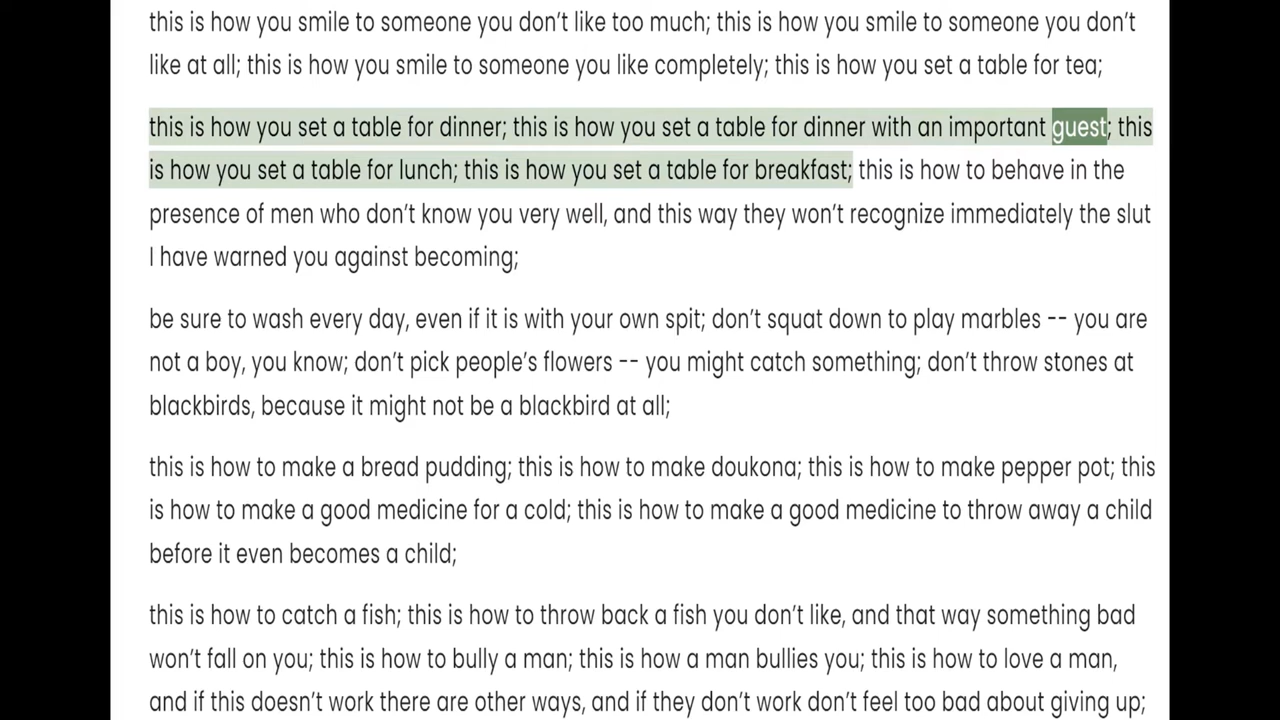 this is how you smile to someone you don't like too much; this is how you smile to someone you don't
like at all; this is how you smile to someone you like completely; this is how you set a table for tea;
this is how you set a table for dinner; this is how you set a table for dinner with an important guest; this
is how you set a table for lunch; this is how you set a table for breakfast; this is how to behave in the
presence of men who don't know you very well, and this way they won't recognize immediately the slut
I have warned you against becoming;
be sure to wash every day, even if it is with your own spit; don't squat down to play marbles -- you are
not a boy, you know; don't pick people's flowers -- you might catch something; don't throw stones at
blackbirds, because it might not be a blackbird at all;
this is how to make a bread pudding; this is how to make doukona; this is how to make pepper pot; this
is how to make a good medicine for a cold; this is how to make a good medicine to throw away a child
before it even becomes a child;
this is how to catch a fish; this is how to throw back a fish you don't like, and that way something bad
won't fall on you; this is how to bully a man; this is how a man bullies you; this is how to love a man,
and if this doesn't work there are other ways, and if they don't work don't feel too bad about giving up;